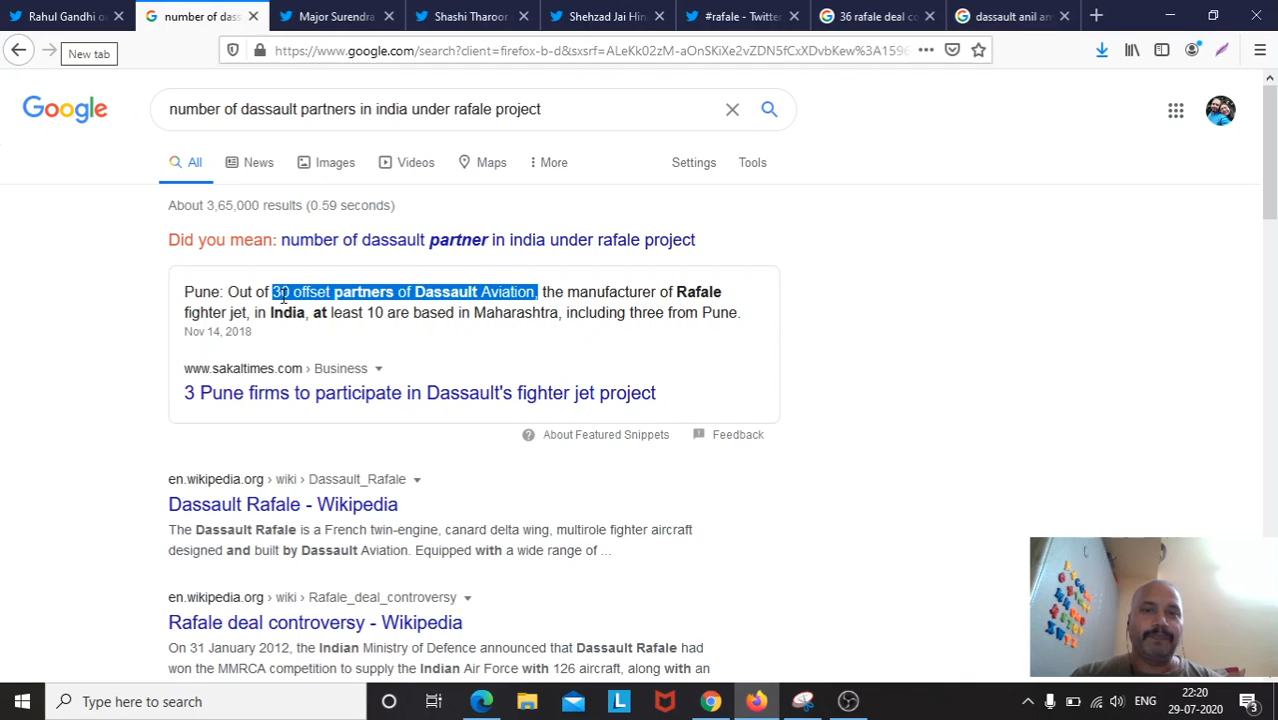 Rahul Gandhi on
number of dass
Major Surendra
Shashi Tharoor
Shehzad Jai Hin
#rafale - Twitter
36 rafale deal co
dassault anil am
New tab
https://www.google.com/search?client=firefox-b-d&sxsrf=ALeKk02zM-aOnSKiXe2vZDN5fCxXDvbKew%3A1596
Google
number of dassault partners in india under rafale project
All
News
Images
Videos
Maps
More
Settings
Tools
About 3,65,000 results (0.59 seconds)
Did you mean: number of dassault partner in india under rafale project
Pune: Out of 30 offset partners of Dassault Aviation, the manufacturer of Rafale
fighter jet, in India, at least 10 are based in Maharashtra, including three from Pune.
Nov 14, 2018
www.sakaltimes.com › Business
3 Pune firms to participate in Dassault's fighter jet project
About Featured Snippets
Feedback
en.wikipedia.org › wiki › Dassault_Rafale
Dassault Rafale - Wikipedia
The Dassault Rafale is a French twin-engine, canard delta wing, multirole fighter aircraft
designed and built by Dassault Aviation. Equipped with a wide range of ...
en.wikipedia.org › wiki › Rafale_deal_controversy
Rafale deal controversy - Wikipedia
On 31 January 2012, the Indian Ministry of Defence announced that Dassault Rafale had
won the MMRCA competition to supply the Indian Air Force with 126 aircraft, along with an
Type here to search
ENG
22:20
29-07-2020
3